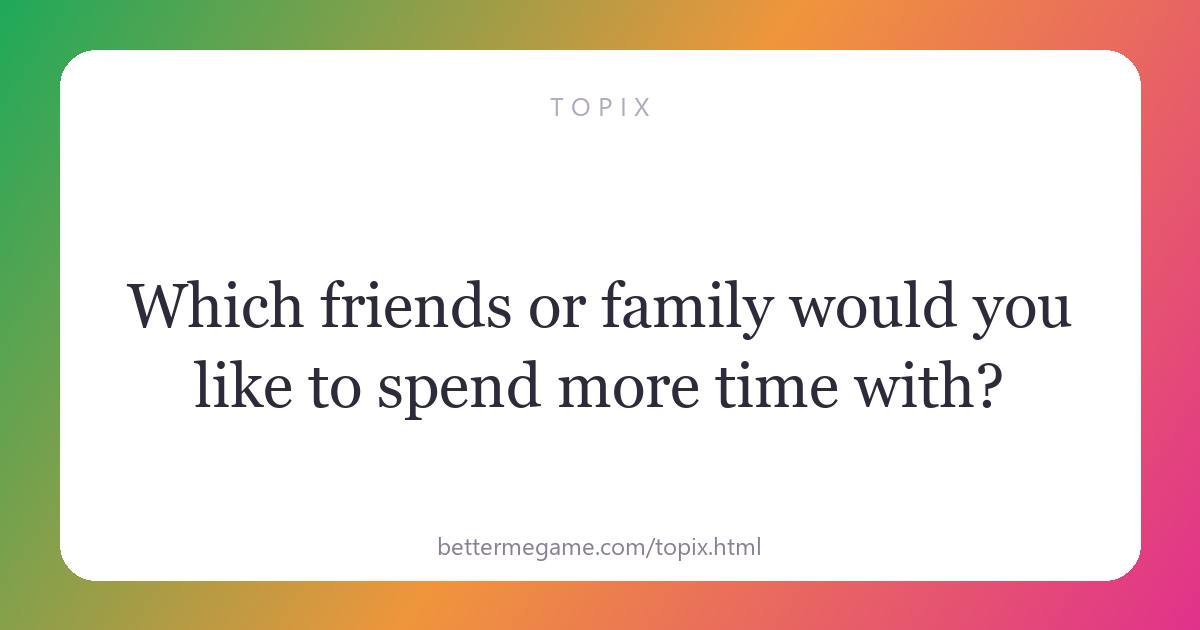 TOPIX
Which friends or family would you
like to spend more time with?
bettermegame.com/topix.html